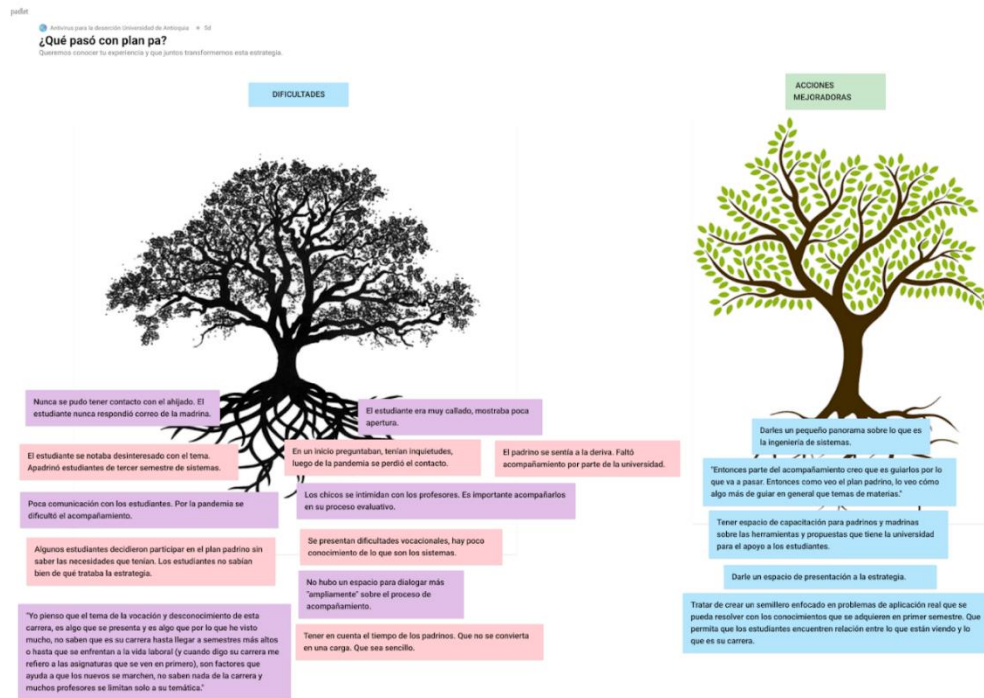 padlet
Antivirus para la deserción Universidad de Antioquia • 5d
¿Qué pasó con plan pa?
Queremos conocer tu experiencia y que juntos transformemos esta estrategia.
DIFICULTADES
ACCIONES
MEJORADORAS
Nunca se pudo tener contacto con el ahijado. El
estudiante nunca respondió correo de la madrina.
El estudiante era muy callado, mostraba poca
apertura.
El estudiante se notaba desinteresado con el tema.
Apadrinó estudiantes de tercer semestre de sistemas.
En un inicio preguntaban, tenían inquietudes,
luego de la pandemia se perdió el contacto.
El padrino se sentía a la deriva. Faltó
acompañamiento por parte de la universidad.
Poca comunicación con los estudiantes. Por la pandemia se
dificultó el acompañamiento.
Los chicos se intimidan con los profesores. Es importante acompañarlos
en su proceso evaluativo.
Algunos estudiantes decidieron participar en el plan padrino sin
saber las necesidades que tenían. Los estudiantes no sabían
bien de qué trataba la estrategia.
Se presentan dificultades vocacionales, hay poco
conocimiento de lo que son los sistemas.
No hubo un espacio para dialogar más
"ampliamente" sobre el proceso de
acompañamiento.
"Yo pienso que el tema de la vocación y desconocimiento de esta
carrera, es algo que se presenta y es algo que por lo que he visto
mucho, no saben que es su carrera hasta llegar a semestres más altos
o hasta que se enfrentan a la vida laboral (y cuando digo su carrera me
refiero a las asignaturas que se ven en primero), son factores que
ayuda a que los nuevos se marchen, no saben nada de la carrera y
muchos profesores se limitan solo a su temática."
Tener en cuenta el tiempo de los padrinos. Que no se convierta
en una carga. Que sea sencillo.
Darles un pequeño panorama sobre lo que es
la ingeniería de sistemas.
"Entonces parte del acompañamiento creo que es guiarlos por lo
que va a pasar. Entonces como veo el plan padrino, lo veo cómo
algo más de guiar en general que temas de materias."
Tener espacio de capacitación para padrinos y madrinas
sobre las herramientas y propuestas que tiene la universidad
para el apoyo a los estudiantes.
Darle un espacio de presentación a la estrategia.
Tratar de crear un semillero enfocado en problemas de aplicación real que se
pueda resolver con los conocimientos que se adquieren en primer semestre. Que
permita que los estudiantes encuentren relación entre lo que están viendo y lo
que es su carrera.